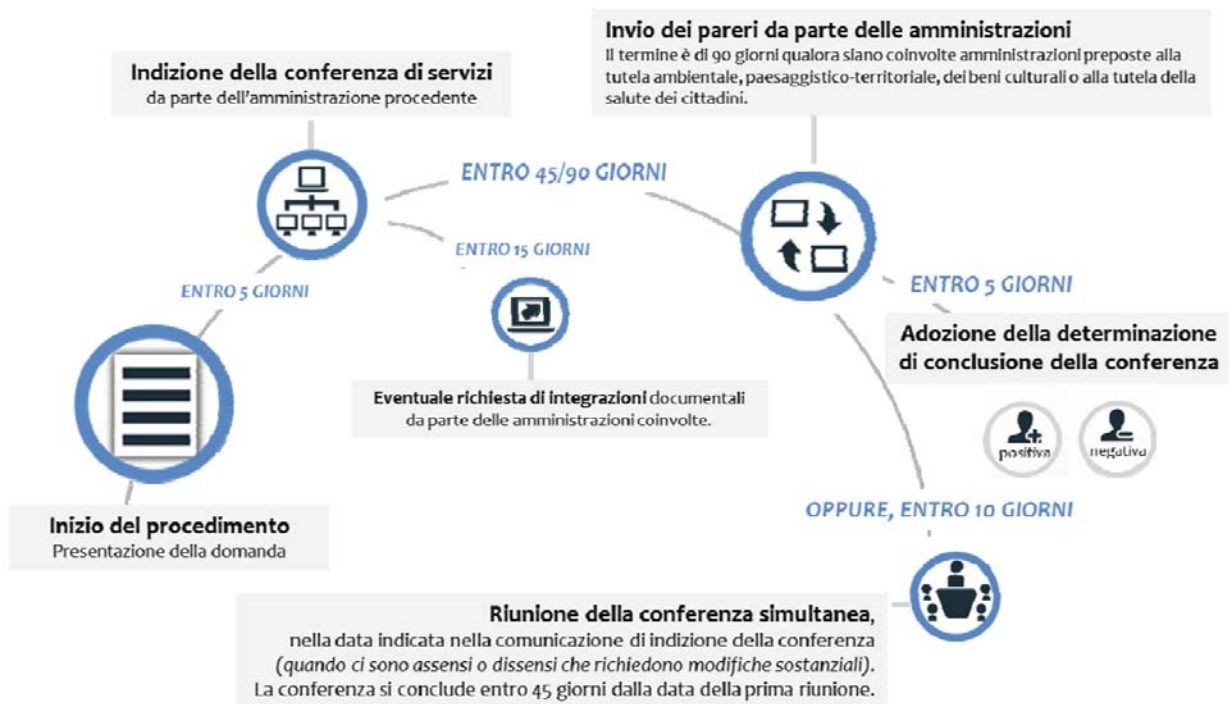 Inizio del procedimento
Presentazione della domanda
ENTRO 5 GIORNI
Indizione della conferenza di servizi
da parte dell'amministrazione procedente
ENTRO 15 GIORNI
Eventuale richiesta di integrazioni documentali
da parte delle amministrazioni coinvolte.
ENTRO 45/90 GIORNI
Invio dei pareri da parte delle amministrazioni
Il termine è di 90 giorni qualora siano coinvolte amministrazioni preposte alla
tutela ambientale, paesaggistico-territoriale, dei beni culturali o alla tutela della
salute dei cittadini.
ENTRO 5 GIORNI
Adozione della determinazione
di conclusione della conferenza
positiva
negativa
OPPURE, ENTRO 10 GIORNI
Riunione della conferenza simultanea,
nella data indicata nella comunicazione di indizione della conferenza
(quando ci sono assensi o dissensi che richiedono modifiche sostanziali).
La conferenza si conclude entro 45 giorni dalla data della prima riunione.